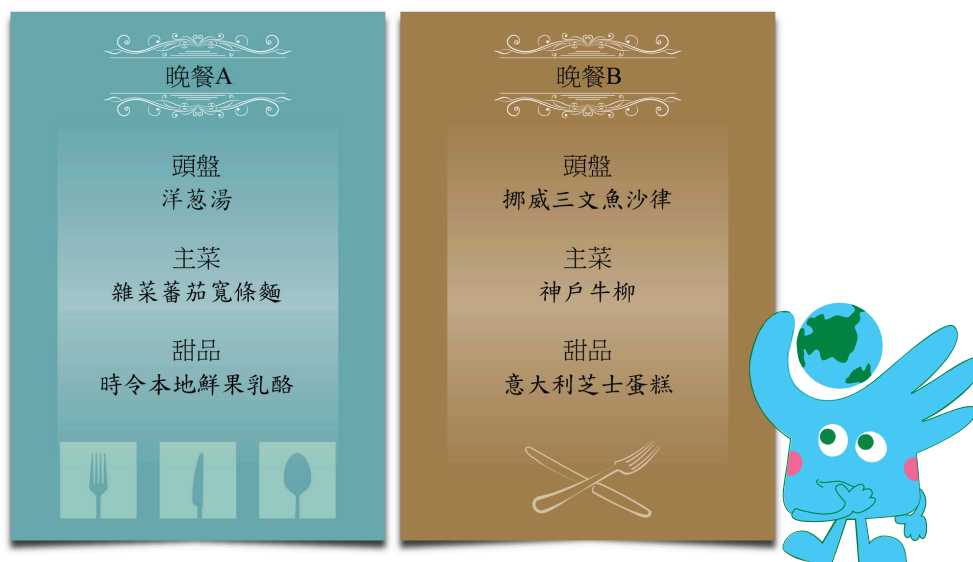 晚餐A
頭盤
洋葱湯
主菜
雜菜蕃茄寬條麵
甜品
時令本地鮮果乳酪
晚餐B
頭盤
挪威三文魚沙律
主菜
神戶牛柳
甜品
意大利芝士蛋糕